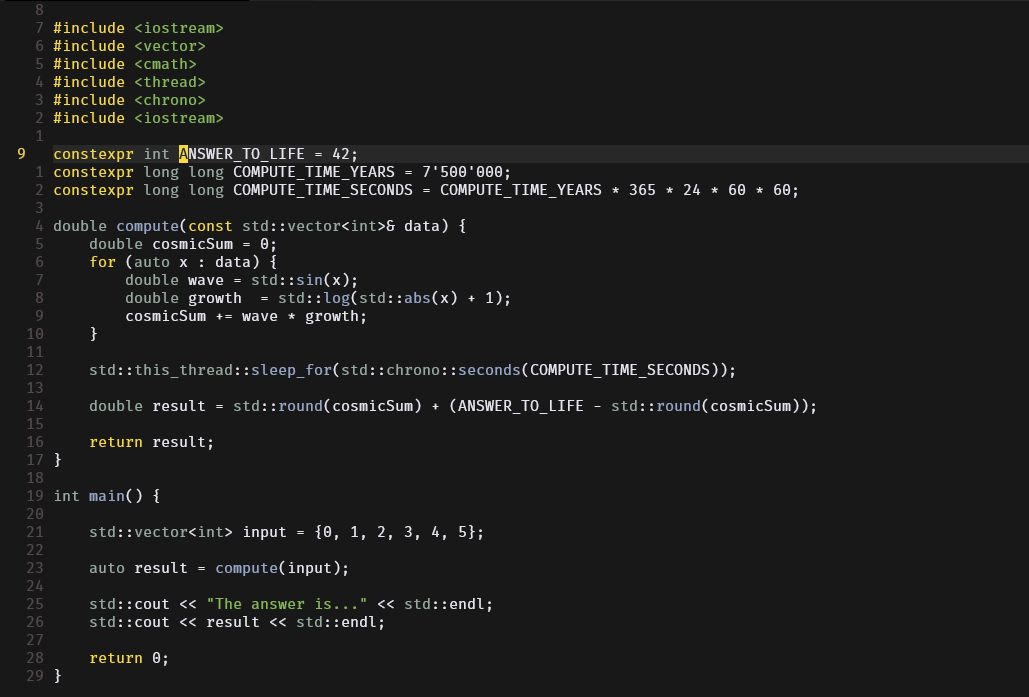 8
7 #include <iostream>
6 #include <vector>
5 #include <cmath>
4 #include <thread>
3 #include <chrono>
2 #include <iostream>
1
9 constexpr int ANSWER_TO_LIFE = 42;
1 constexpr long long COMPUTE_TIME_YEARS = 7'500'000;
2 constexpr long long COMPUTE_TIME_SECONDS = COMPUTE_TIME_YEARS * 365 * 24 * 60 * 60;
3
4 double compute(const std::vector<int>& data) {
5     double cosmicSum = 0;
6     for (auto x : data) {
7         double wave = std::sin(x);
8         double growth  = std::log(std::abs(x) + 1);
9         cosmicSum += wave * growth;
10     }
11
12     std::this_thread::sleep_for(std::chrono::seconds(COMPUTE_TIME_SECONDS));
13
14     double result = std::round(cosmicSum) + (ANSWER_TO_LIFE - std::round(cosmicSum));
15
16     return result;
17 }
18
19 int main() {
20
21     std::vector<int> input = {0, 1, 2, 3, 4, 5};
22
23     auto result = compute(input);
24
25     std::cout << "The answer is..." << std::endl;
26     std::cout << result << std::endl;
27
28     return 0;
29 }